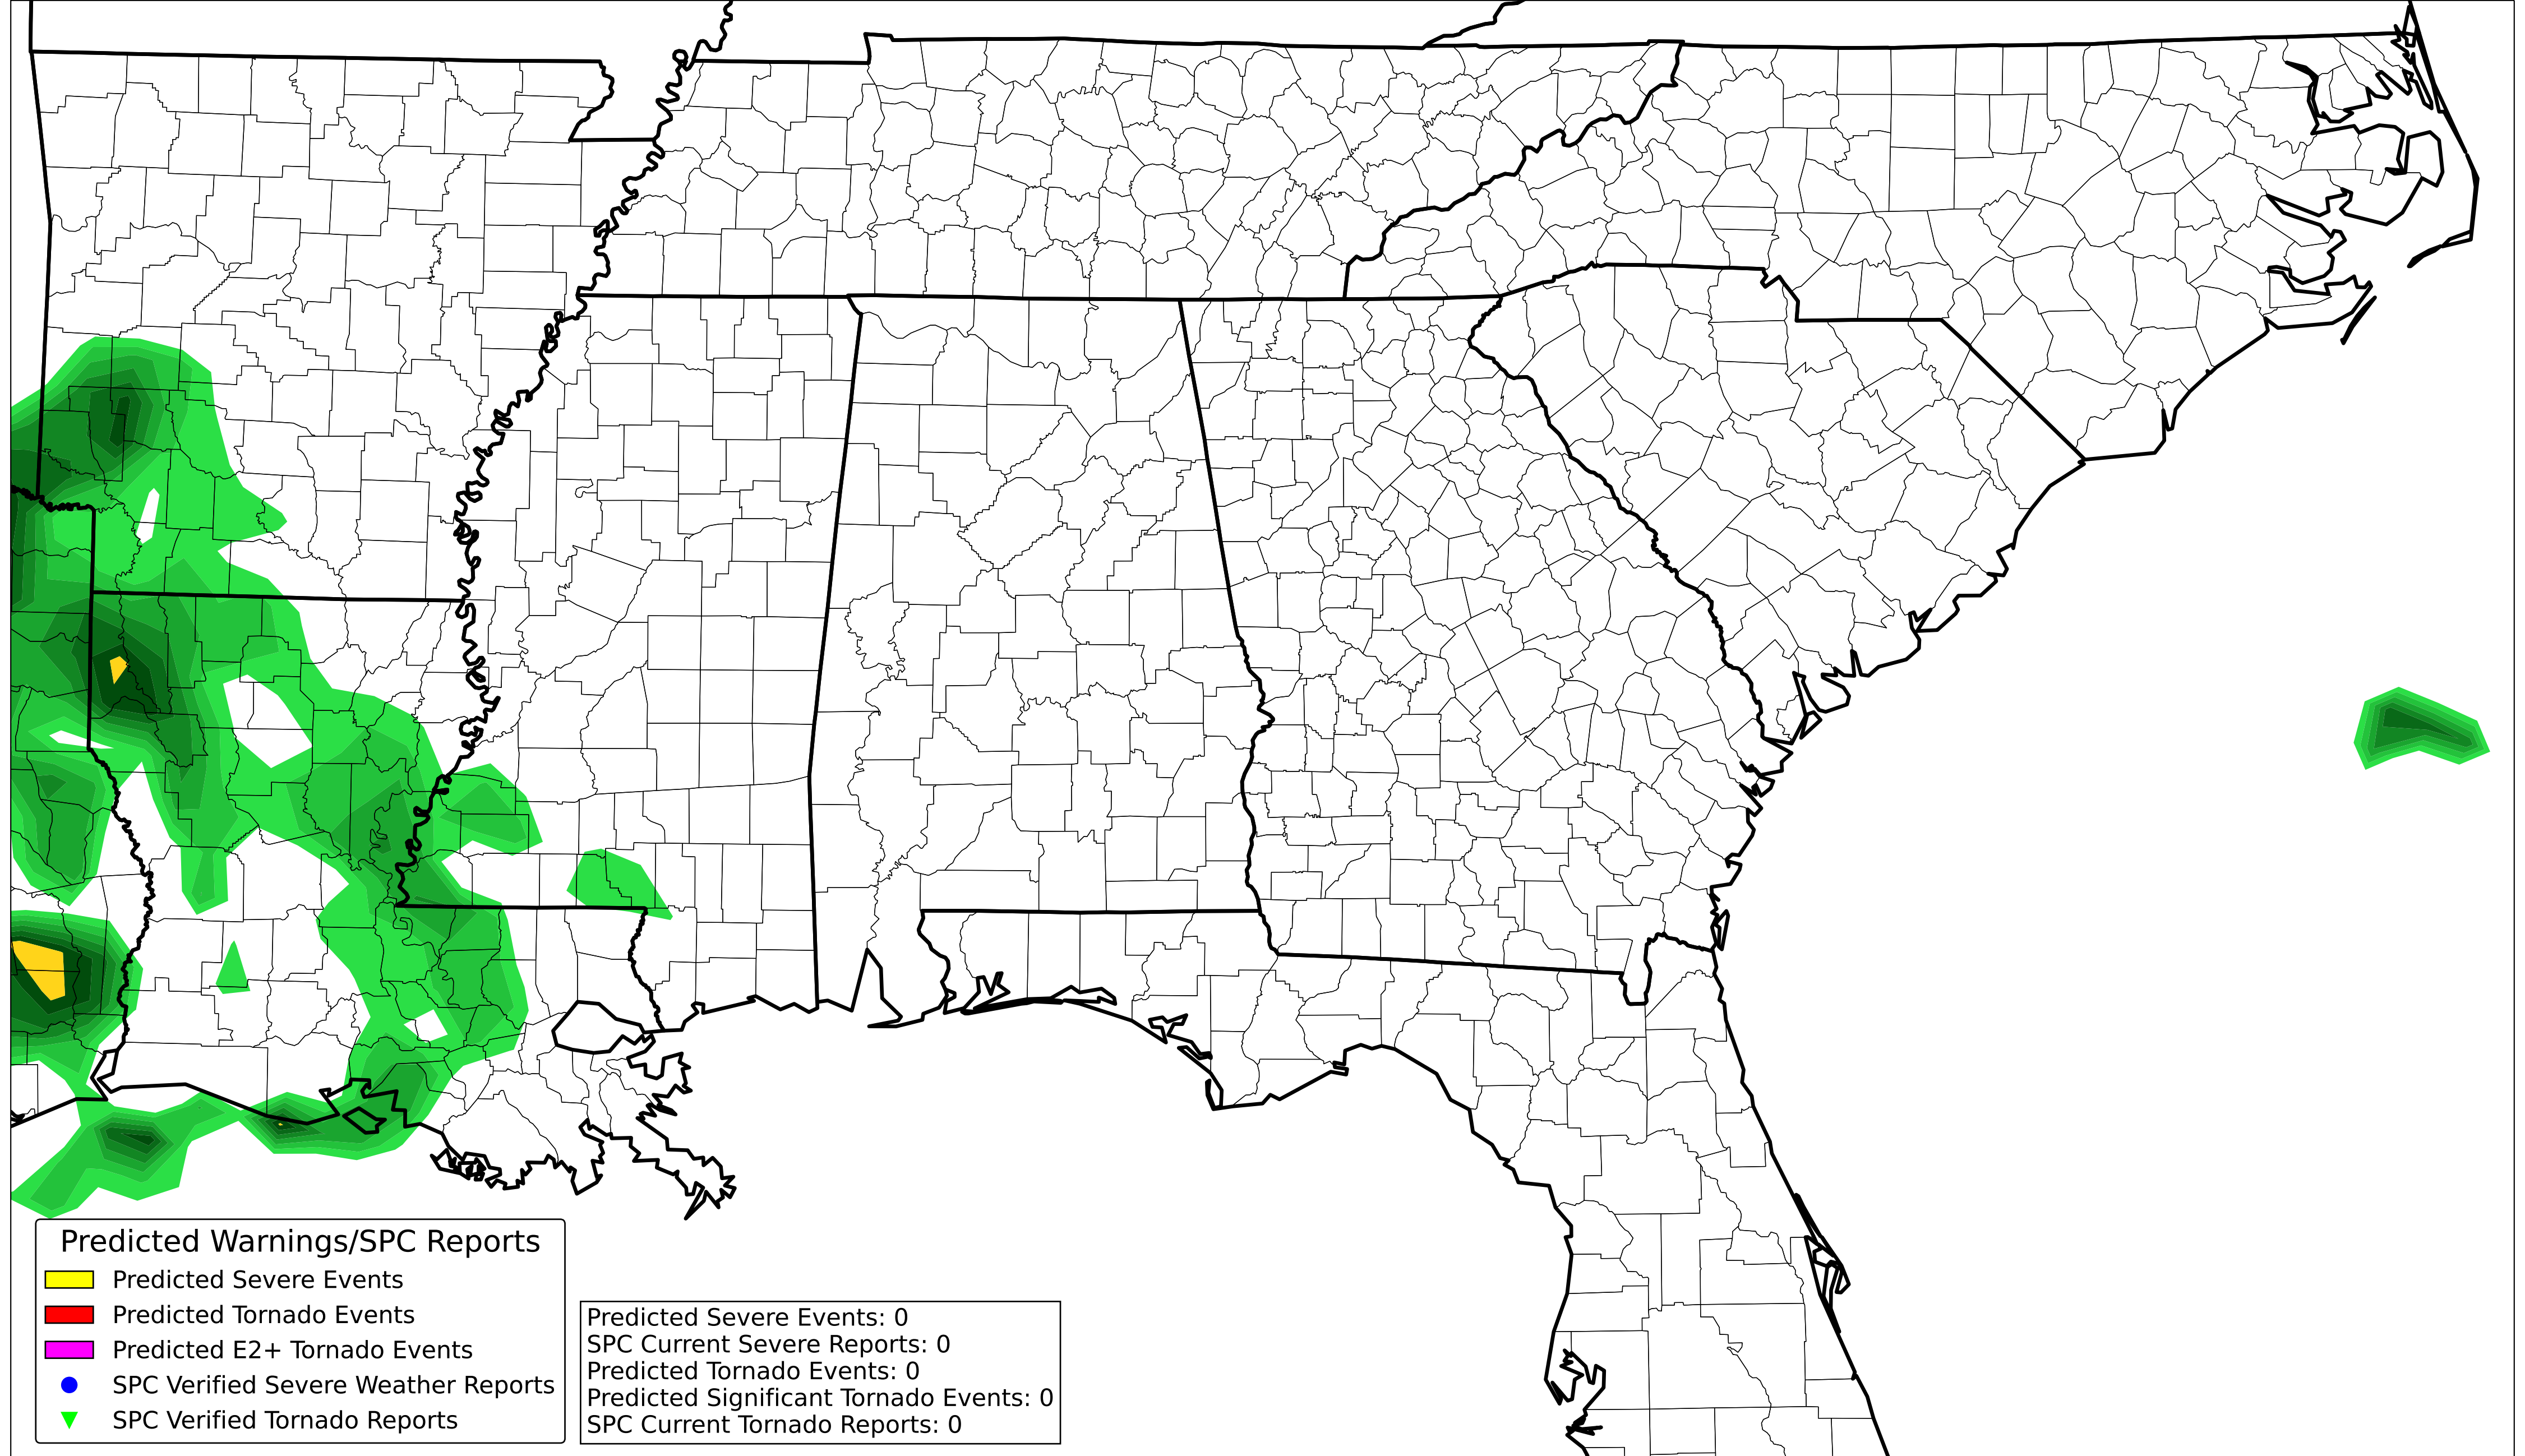 Predicted Warnings/SPC Reports
Predicted Severe Events
Predicted Tornado Events
Predicted E2+ Tornado Events
SPC Verified Severe Weather Reports
SPC Verified Tornado Reports
Predicted Severe Events: 0
SPC Current Severe Reports: 0
Predicted Tornado Events: 0
Predicted Significant Tornado Events: 0
SPC Current Tornado Reports: 0